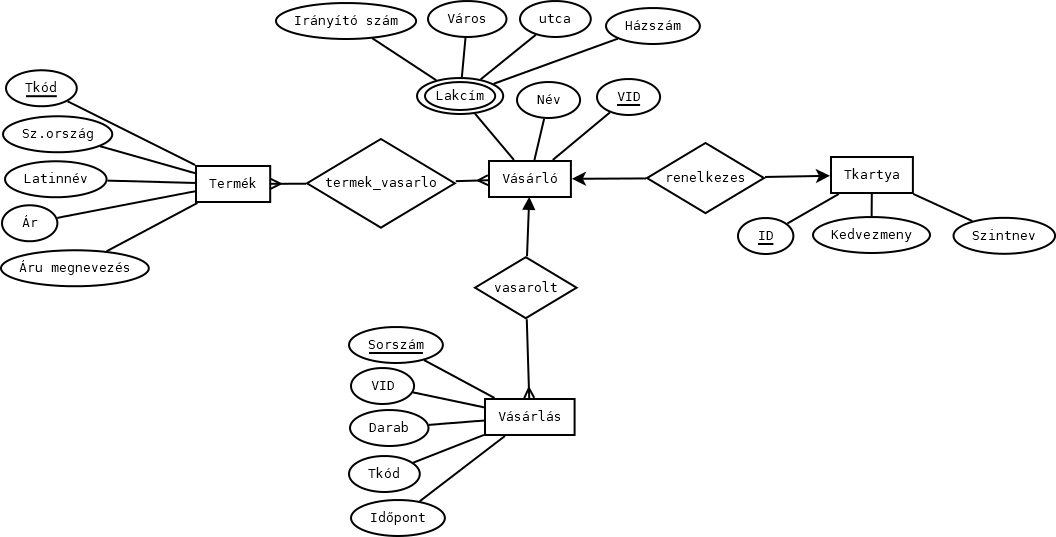 Irányító szám
Város
utca
Házszám
Lakcím
Név
VID
Tkód
Sz.ország
Latinnév
Ár
Áru megnevezés
Termék
termek_vasarlo
Vásárló
renelkezes
Tkartya
ID
Kedvezmeny
Szintnev
vasarolt
Sorszám
VID
Darab
Tkód
Időpont
Vásárlás